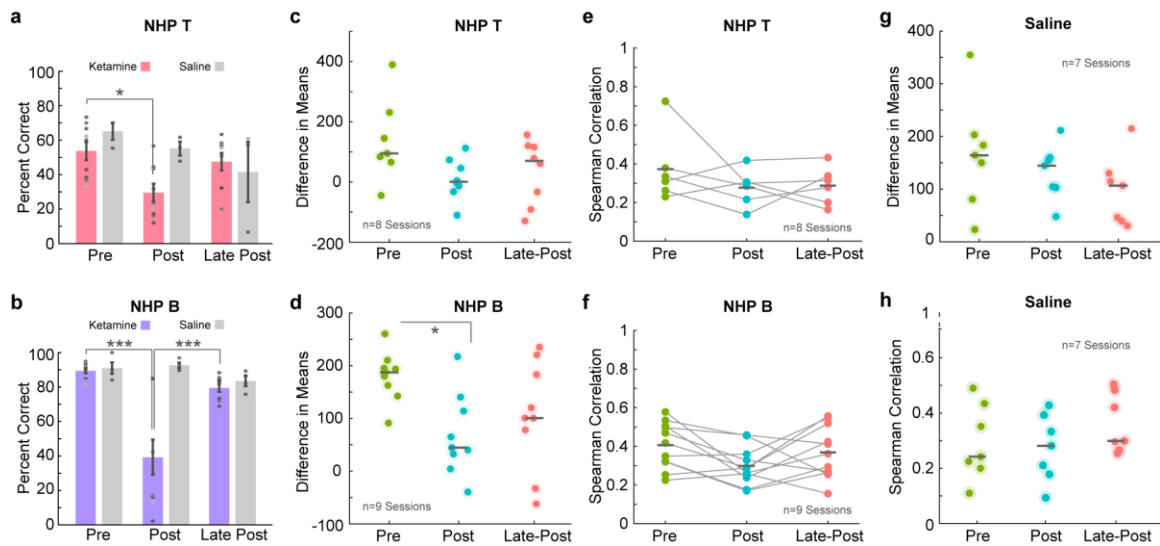 a
NHP T
Ketamine
Saline
*
Percent Correct
100
80
60
40
20
0
Pre
Post
Late Post
b
NHP B
Ketamine
Saline
***
***
Percent Correct
100
80
60
40
20
0
Pre
Post
Late Post
c
NHP T
Difference in Means
400
200
0
-200
n=8 Sessions
Pre
Post
Late-Post
d
NHP B
*
Difference in Means
300
200
100
0
-100
n=9 Sessions
Pre
Post
Late-Post
e
NHP T
Spearman Correlation
1
0.8
0.6
0.4
0.2
0
n=8 Sessions
Pre
Post
Late-Post
f
NHP B
Spearman Correlation
1
0.8
0.6
0.4
0.2
0
n=9 Sessions
Pre
Post
Late-Post
g
Saline
n=7 Sessions
Difference in Means
400
300
200
100
0
Pre
Post
Late-Post
h
Saline
n=7 Sessions
Spearman Correlation
1
0.6
0.4
0.2
0
Pre
Post
Late-Post